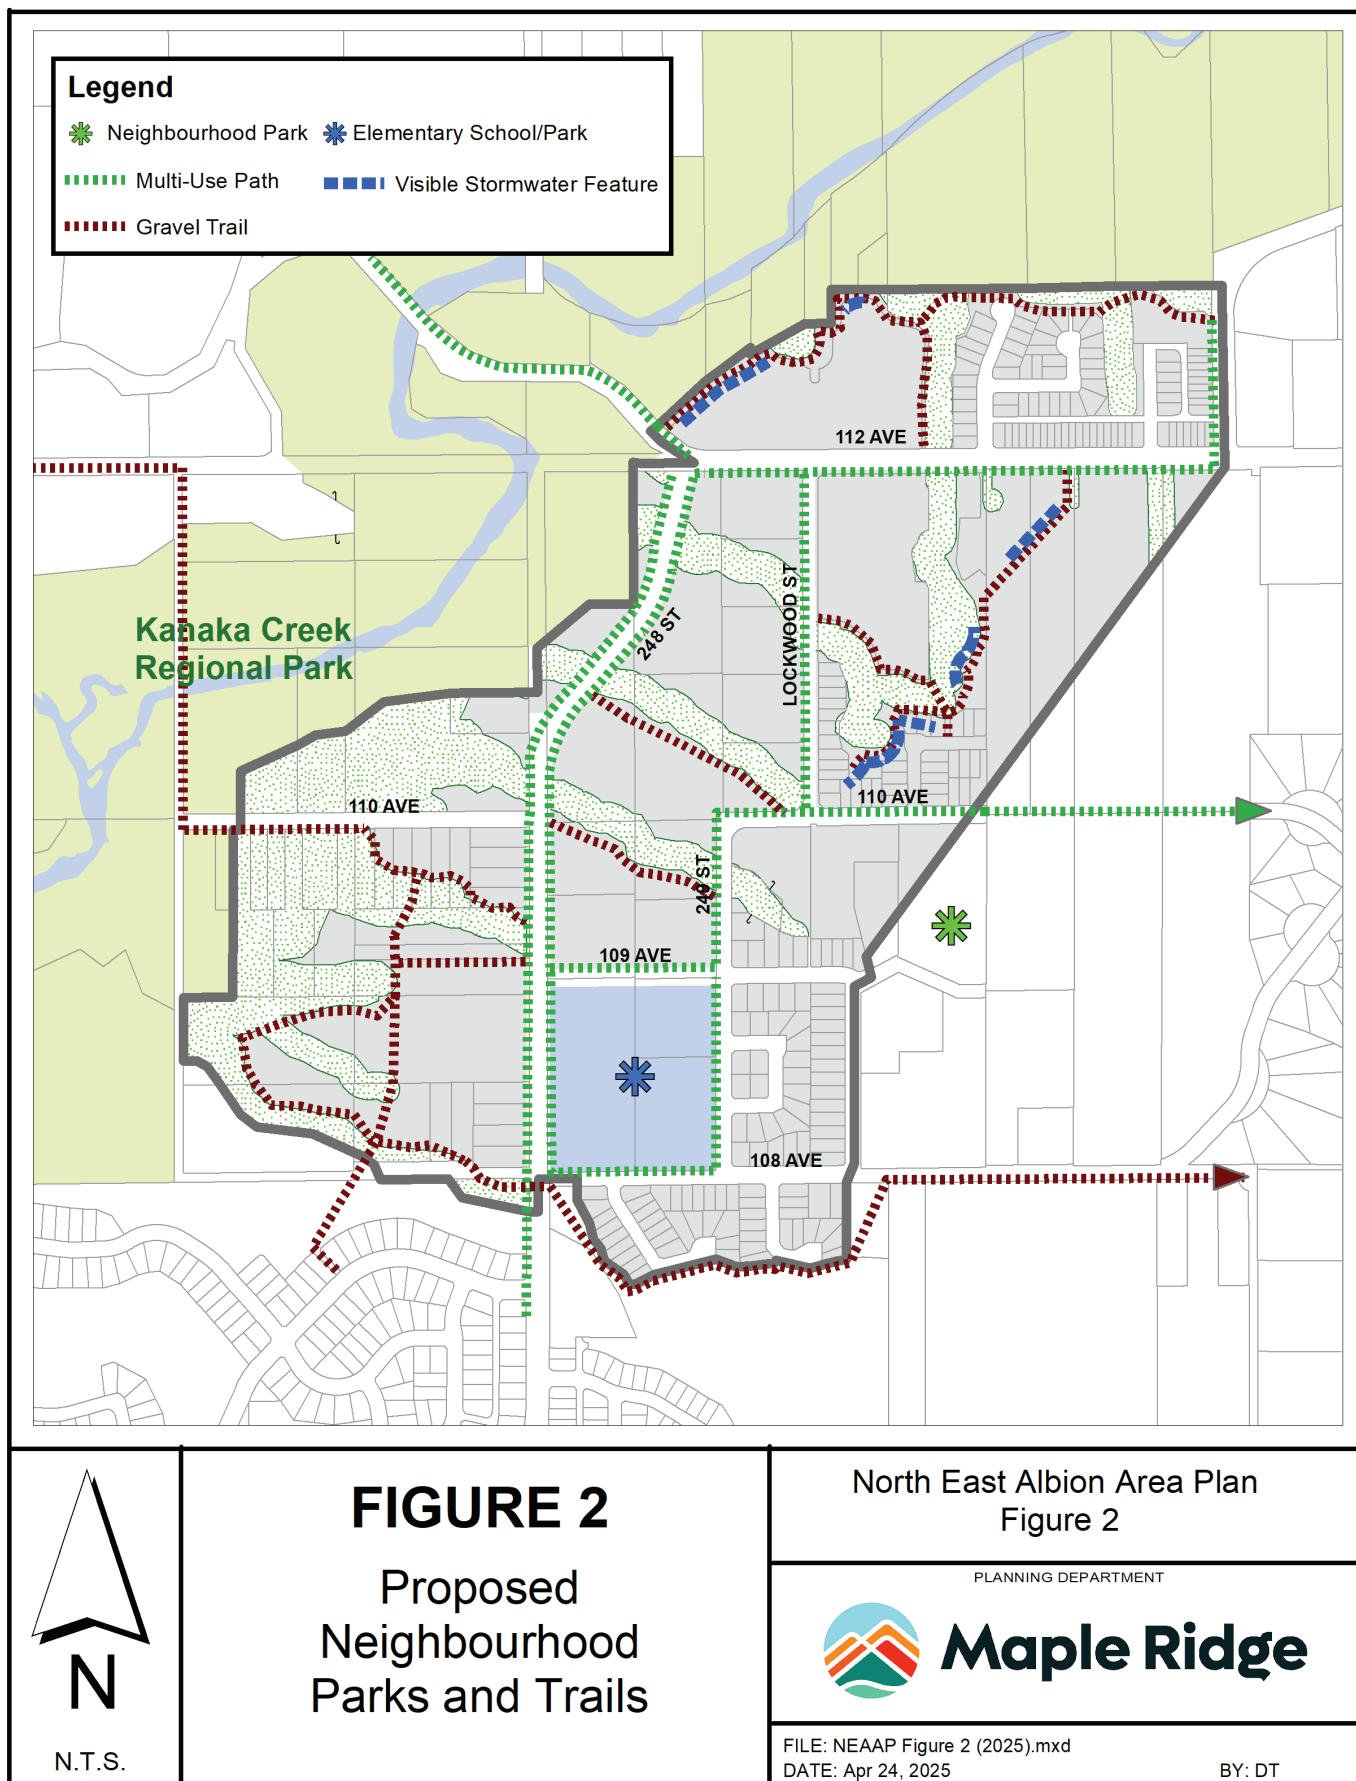 Legend
Neighbourhood Park
Elementary School/Park
Multi-Use Path
Visible Stormwater Feature
Gravel Trail
112 AVE
248 ST
LOCKWOOD ST
Kanaka Creek
Regional Park
110 AVE
110 AVE
249 ST
109 AVE
108 AVE
N
N.T.S.
FIGURE 2
Proposed
Neighbourhood
Parks and Trails
North East Albion Area Plan
Figure 2
PLANNING DEPARTMENT
Maple Ridge
FILE: NEAAP Figure 2 (2025).mxd
DATE: Apr 24, 2025
BY: DT